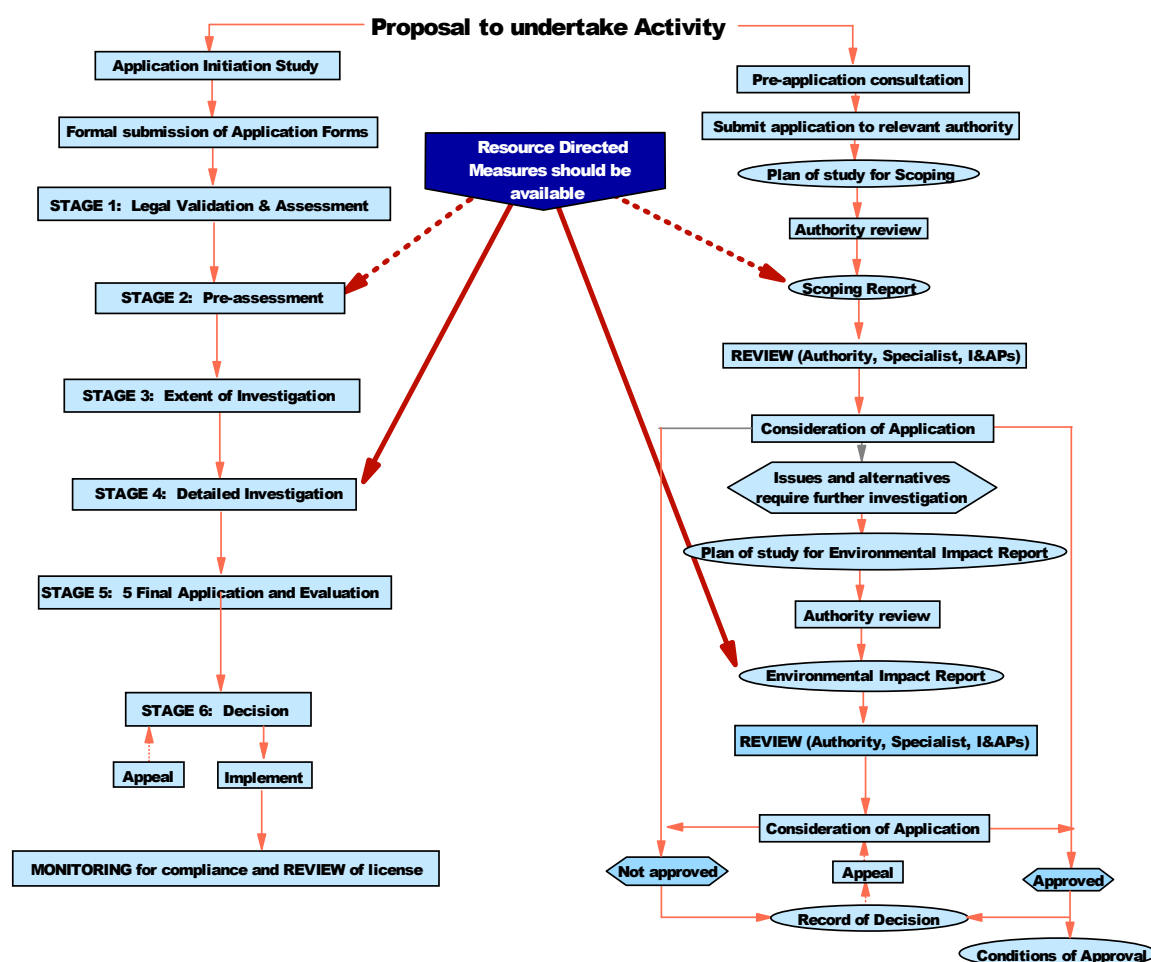 Proposal to undertake Activity
Application Initiation Study
Formal submission of Application Forms
STAGE 1: Legal Validation & Assessment
STAGE 2: Pre-assessment
STAGE 3: Extent of Investigation
STAGE 4: Detailed Investigation
STAGE 5: 5 Final Application and Evaluation
STAGE 6: Decision
Appeal
Implement
MONITORING for compliance and REVIEW of license
Resource Directed
Measures should be
available
Pre-application consultation
Submit application to relevant authority
Plan of study for Scoping
Authority review
Scoping Report
REVIEW (Authority, Specialist, I&APs)
Consideration of Application
Issues and alternatives
require further investigation
Plan of study for Environmental Impact Report
Authority review
Environmental Impact Report
REVIEW (Authority, Specialist, I&APs)
Consideration of Application
Not approved
Appeal
Approved
Record of Decision
Conditions of Approval